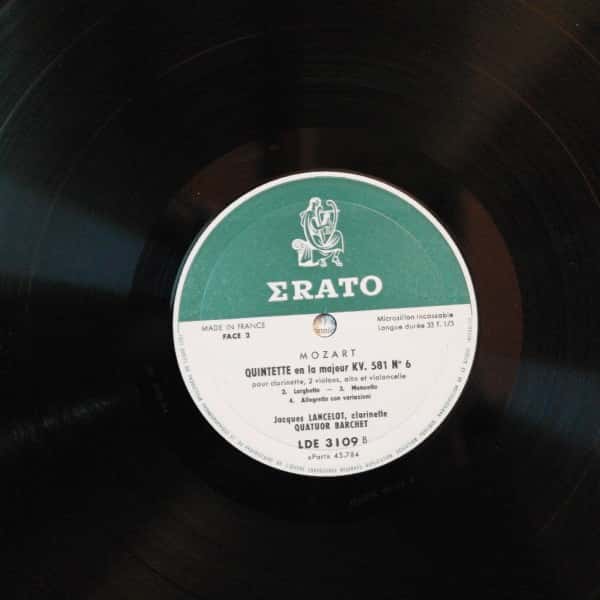 ΣRATO
MADE IN FRANCE
FACE 2
Microsillon incassable
Longue durée 33 T. 1/3
MOZART
QUINTETTE en la majeur KV. 581 N° 6
pour clarinette, 2 violons, alto et violoncelle
2. Larghetto — 3. Menuetto
4. Allegretto con variazioni
Jacques LANCELOT, clarinette
QUATUOR BARCHET
LDE 3109 B
≠Parts 45.784